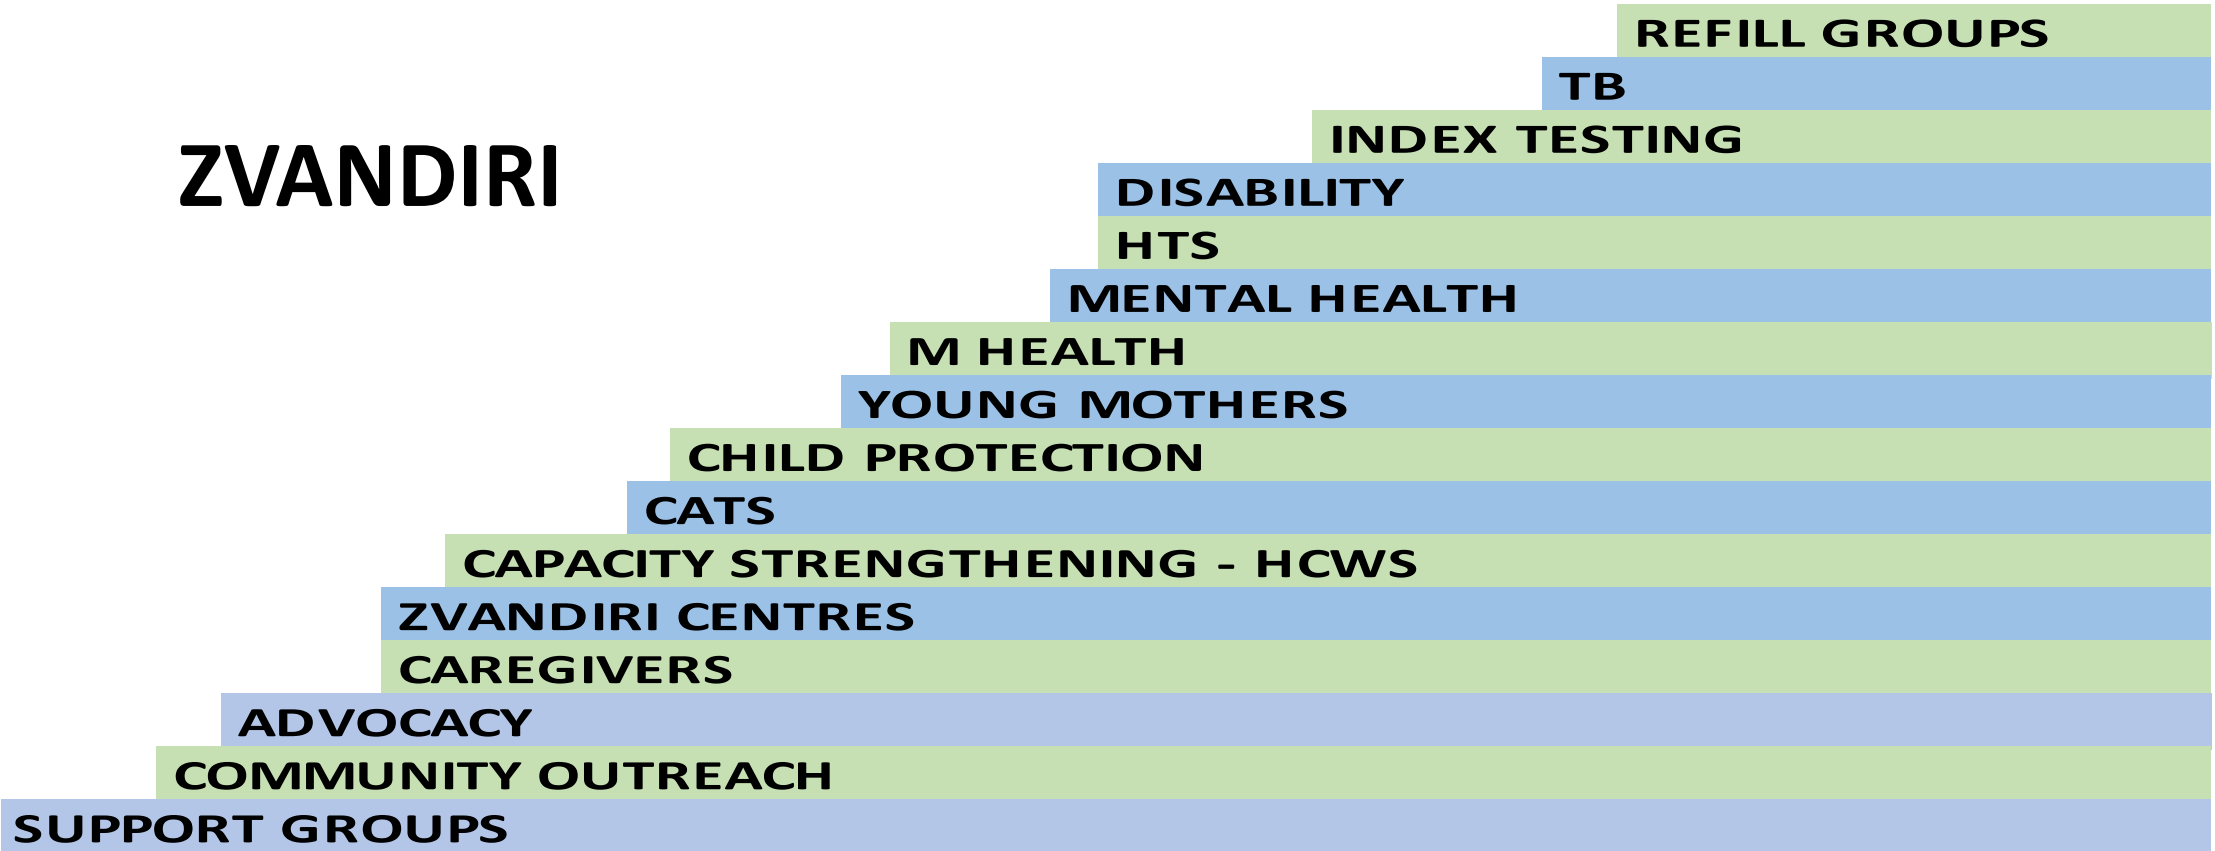 REFILL GROUPS
TB
INDEX TESTING
ZVANDIRI
DISABILITY
HTS
MENTAL HEALTH
M HEALTH
YOUNG MOTHERS
CHILD PROTECTION
CATS
CAPACITY STRENGTHENING - HCWS
ZVANDIRI CENTRES
CAREGIVERS
ADVOCACY
COMMUNITY OUTREACH
SUPPORT GROUPS